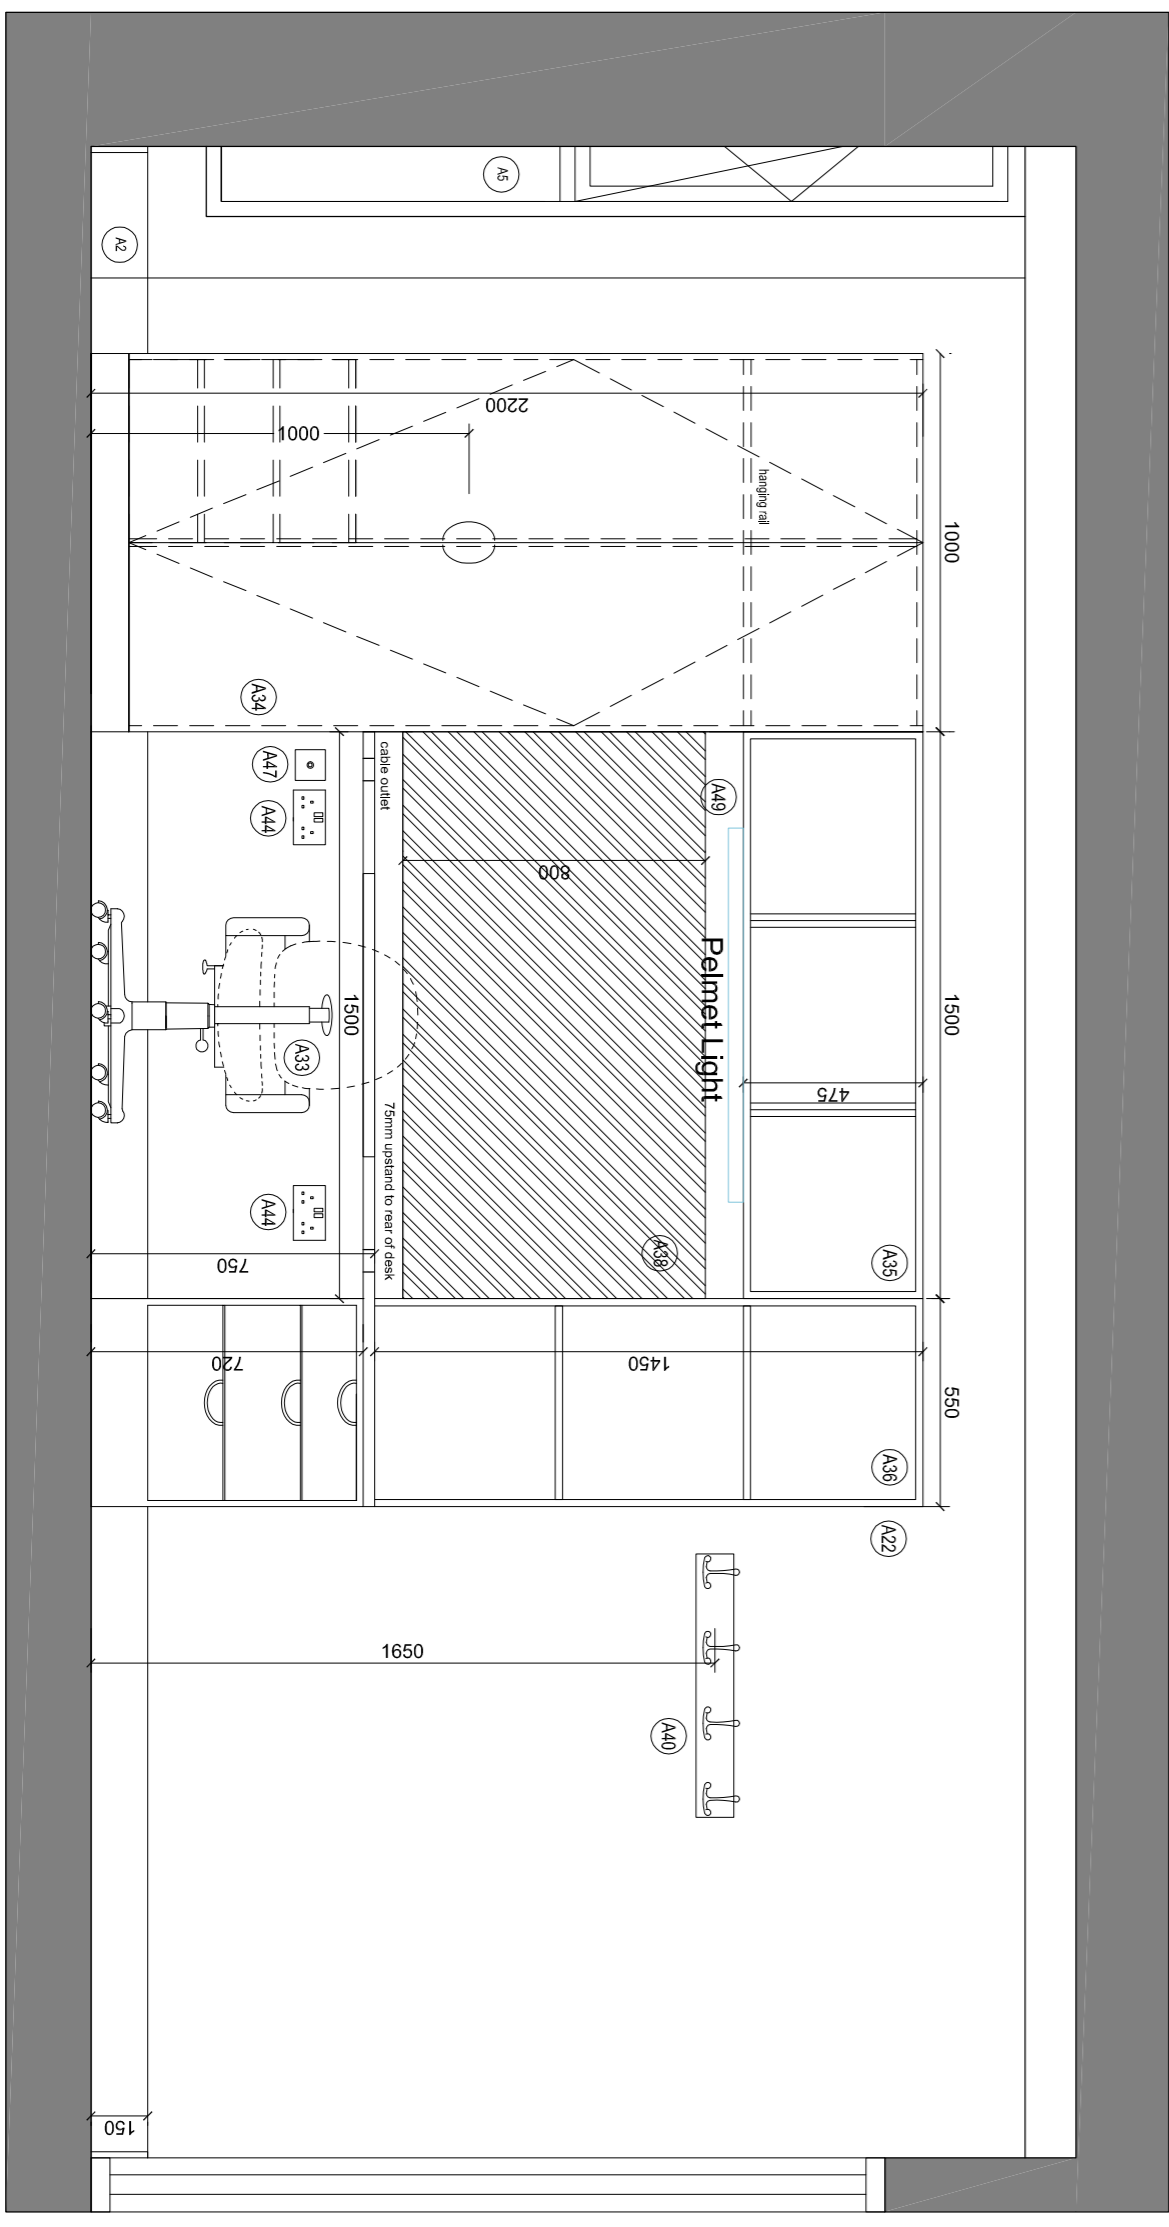 A5
A2
2200
1000
hanging rail
1000
A34
A47
A44
cable outlet
A49
800
Pelmet Light
1500
1500
A33
475
75mm upstand to rear of desk
A44
A38
A35
750
720
1450
550
A36
A22
1650
A40
150